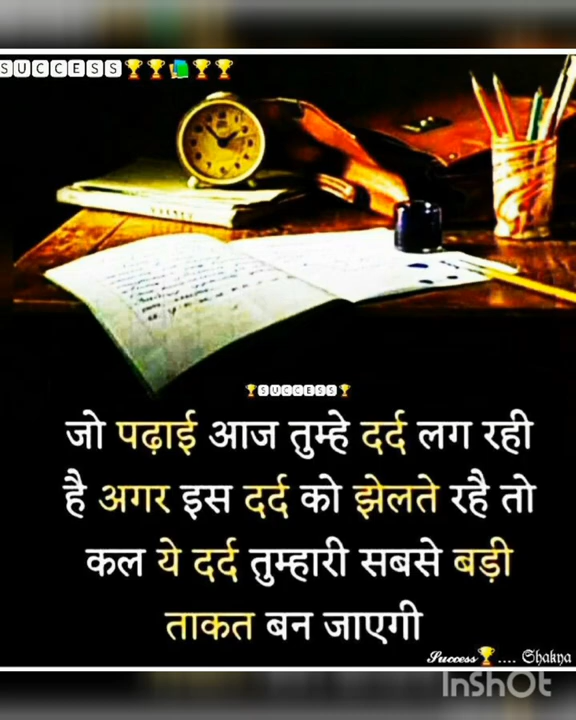 SUCCESS🏆🏆📚🏆🏆
🏆SUCCESS🏆
जो पढ़ाई आज तुम्हे दर्द लग रही
है अगर इस दर्द को झेलते रहै तो
कल ये दर्द तुम्हारी सबसे बड़ी
ताकत बन जाएगी
Success🏆.... Shakya
InShOt